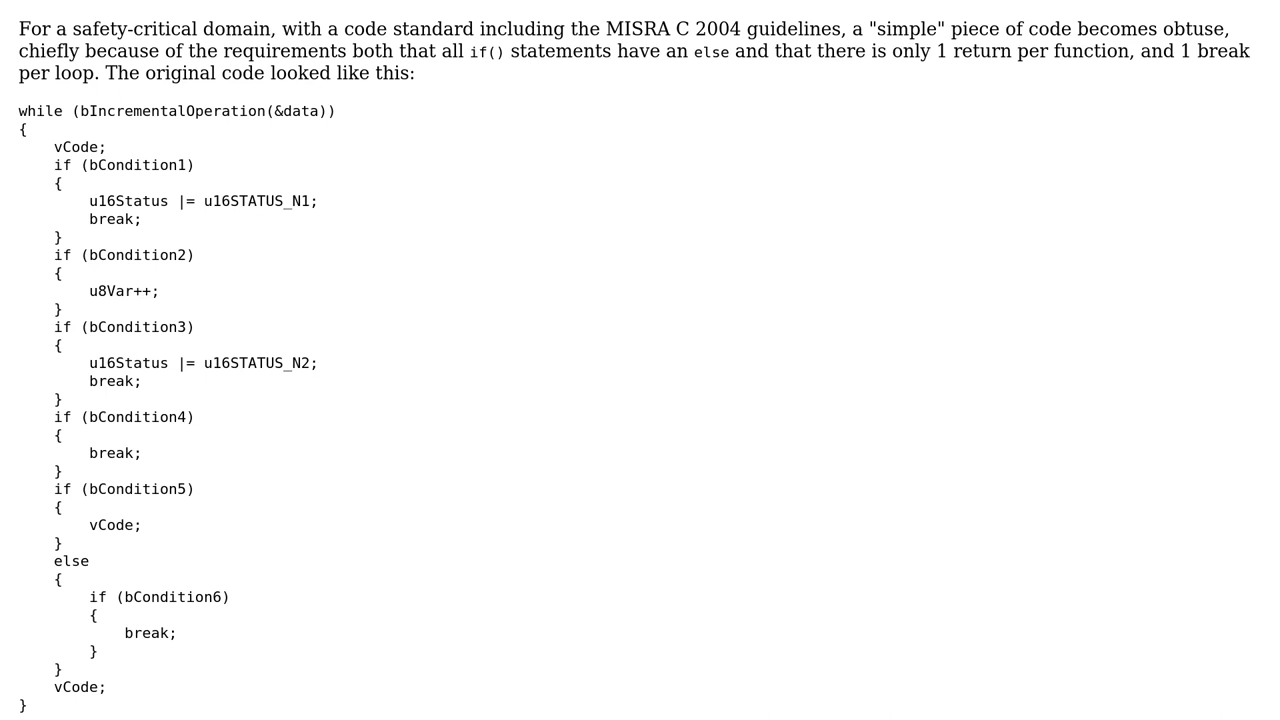 For a safety-critical domain, with a code standard including the MISRA C 2004 guidelines, a "simple" piece of code becomes obtuse,
chiefly because of the requirements both that all if() statements have an else and that there is only 1 return per function, and 1 break
per loop. The original code looked like this:
while (bIncrementalOperation(&data))
{
    vCode;
    if (bCondition1)
    {
        u16Status |= u16STATUS_N1;
        break;
    }
    if (bCondition2)
    {
        u8Var++;
    }
    if (bCondition3)
    {
        u16Status |= u16STATUS_N2;
        break;
    }
    if (bCondition4)
    {
        break;
    }
    if (bCondition5)
    {
        vCode;
    }
    else
    {
        if (bCondition6)
        {
            break;
        }
    }
    vCode;
}